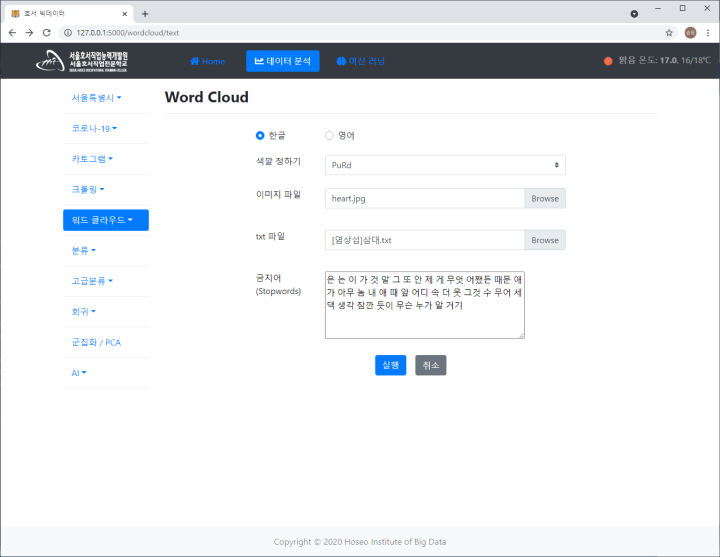 호서 빅데이터
127.0.0.1:5000/wordcloud/text
서울호서직업능력개발원
서울호서직업전문학교
SEOUL HOSEO OCCUPATIONAL TRAINING COLLEGE
Home
데이터 분석
머신 러닝
맑음 온도: 17.0, 16/18℃
서울특별시
코로나-19
카토그램
크롤링
워드 클라우드
분류
고급분류
회귀
군집화 / PCA
AI
Word Cloud
한글
영어
색깔 정하기
PuRd
이미지 파일
heart.jpg
Browse
txt 파일
[염상섭]삼대.txt
Browse
금지어
(Stopwords)
은 는 이 가 것 말 그 또 안 제 게 무엇 어쨌든 때문 애
가 아무 놈 내 애 때 앞 어디 속 더 못 그것 수 무어 세
댁 생각 잠깐 듯이 무슨 누가 알 거기
실행
취소
Copyright © 2020 Hoseo Institute of Big Data